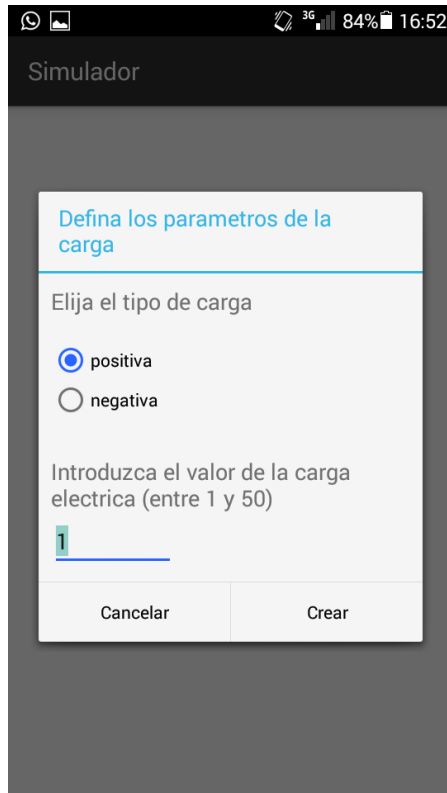 3G 84% 16:52
Simulador
Defina los parametros de la
carga
Elija el tipo de carga
positiva
negativa
Introduzca el valor de la carga
electrica (entre 1 y 50)
1
Cancelar Crear